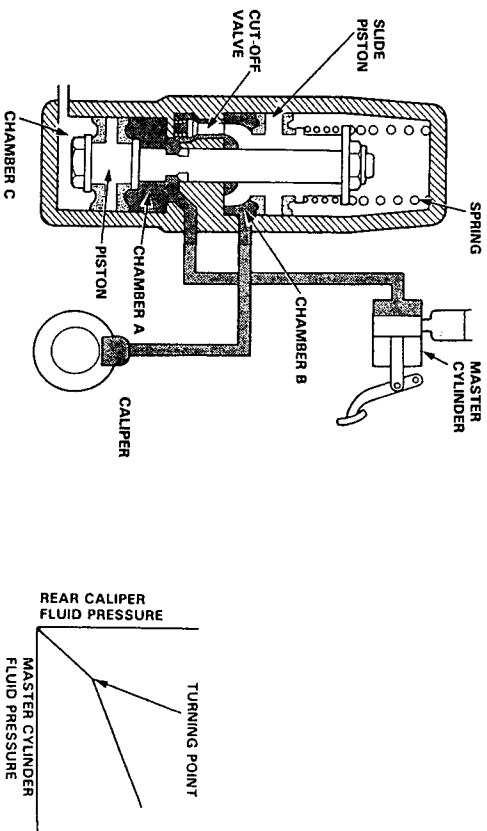 CUT-OFF
VALVE
SLIDE
PISTON
SPRING
CHAMBER C
PISTON
CHAMBER A
CHAMBER B
MASTER
CYLINDER
CALIPER
REAR CALIPER
FLUID PRESSURE
TURNING POINT
MASTER CYLINDER
FLUID PRESSURE